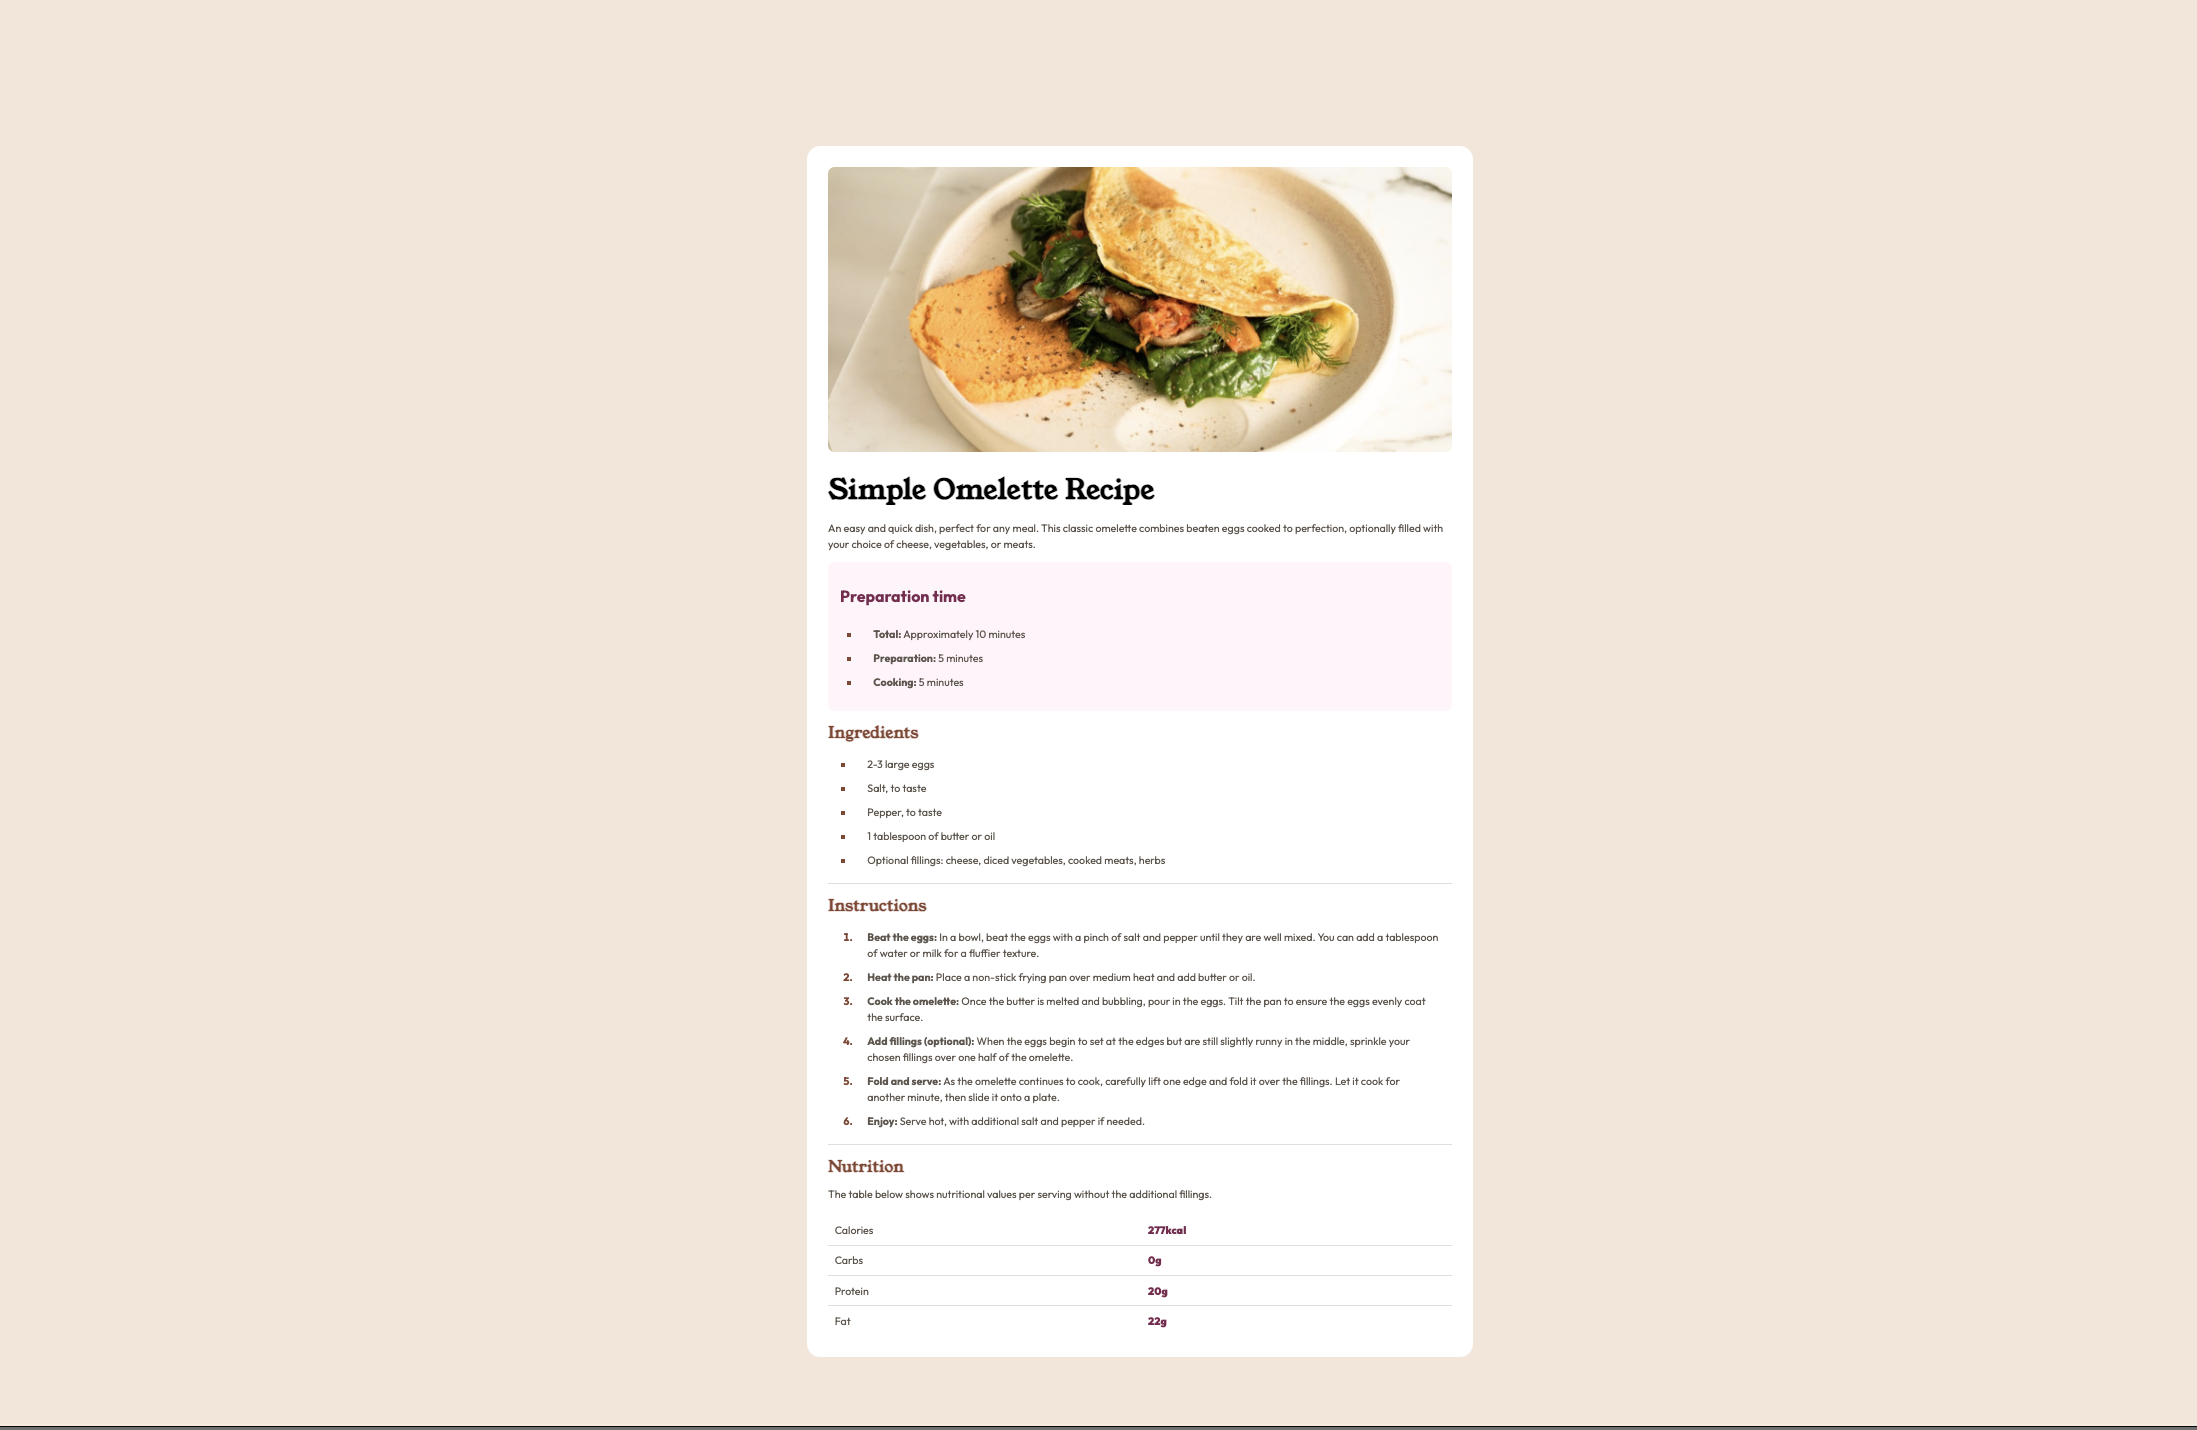 Simple Omelette Recipe
An easy and quick dish, perfect for any meal. This classic omelette combines beaten eggs cooked to perfection, optionally filled with
your choice of cheese, vegetables, or meats.
Preparation time
Total: Approximately 10 minutes
Preparation: 5 minutes
Cooking: 5 minutes
Ingredients
2-3 large eggs
Salt, to taste
Pepper, to taste
1 tablespoon of butter or oil
Optional fillings: cheese, diced vegetables, cooked meats, herbs
Instructions
1. Beat the eggs: In a bowl, beat the eggs with a pinch of salt and pepper until they are well mixed. You can add a tablespoon
of water or milk for a fluffier texture.
2. Heat the pan: Place a non-stick frying pan over medium heat and add butter or oil.
3. Cook the omelette: Once the butter is melted and bubbling, pour in the eggs. Tilt the pan to ensure the eggs evenly coat
the surface.
4. Add fillings (optional): When the eggs begin to set at the edges but are still slightly runny in the middle, sprinkle your
chosen fillings over one half of the omelette.
5. Fold and serve: As the omelette continues to cook, carefully lift one edge and fold it over the fillings. Let it cook for
another minute, then slide it onto a plate.
6. Enjoy: Serve hot, with additional salt and pepper if needed.
Nutrition
The table below shows nutritional values per serving without the additional fillings.
Calories 277kcal
Carbs 0g
Protein 20g
Fat 22g